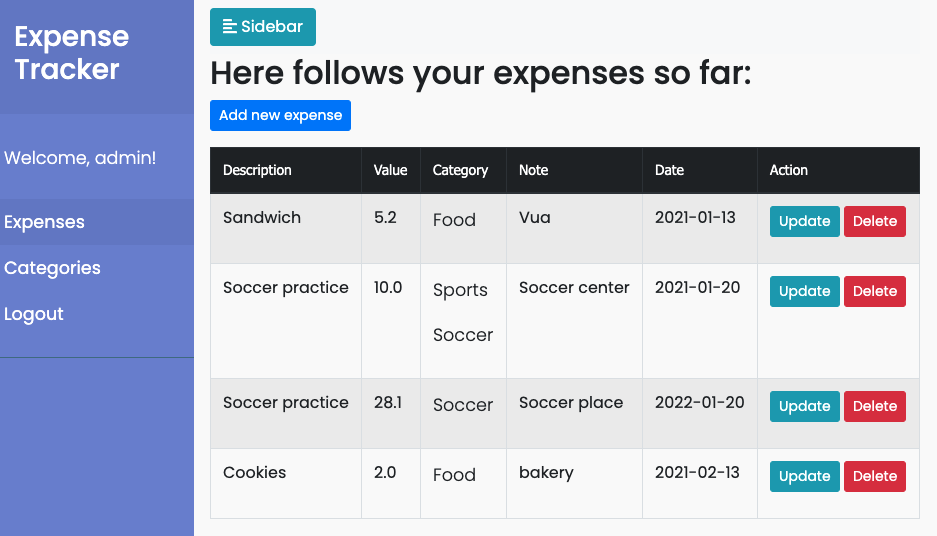 Expense
Tracker
Welcome, admin!
Expenses
Categories
Logout
Sidebar
Here follows your expenses so far:
Add new expense
Description Value Category Note Date Action
Sandwich 5.2 Food Vua 2021-01-13 Update Delete
Soccer practice 10.0 Sports Soccer center 2021-01-20 Update Delete
Soccer
Soccer practice 28.1 Soccer Soccer place 2022-01-20 Update Delete
Cookies 2.0 Food bakery 2021-02-13 Update Delete